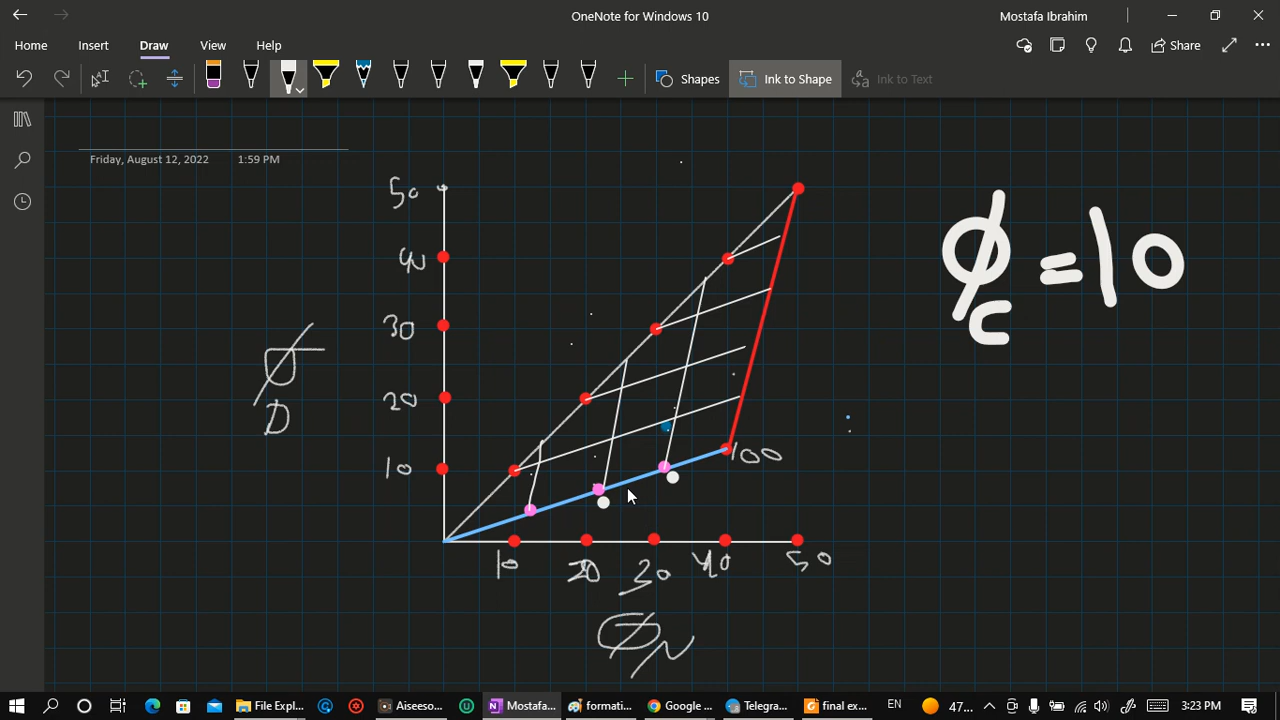 OneNote for Windows 10
Mostafa Ibrahim
Home Insert Draw View Help
Share
Shapes
Ink to Shape
Ink to Text
Friday, August 12, 2022 1:59 PM
50
40
30
20
10
Ø
D
100
10 20 30 40 50
ØN
Øc = 10
File Expl...
Aiseeso...
Mostafa...
formati...
Google ...
Telegra...
final ex...
47...
EN
3:23 PM